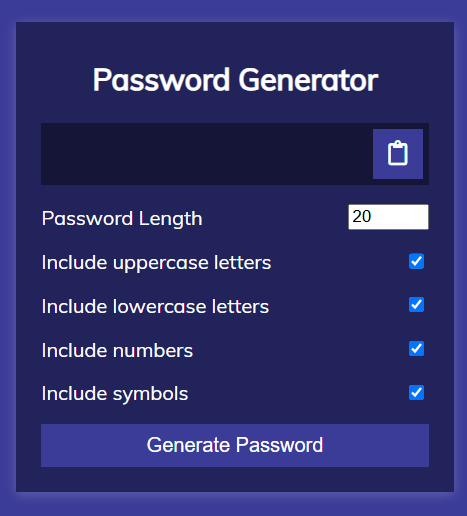 Password Generator
Password Length 20
Include uppercase letters
Include lowercase letters
Include numbers
Include symbols
Generate Password